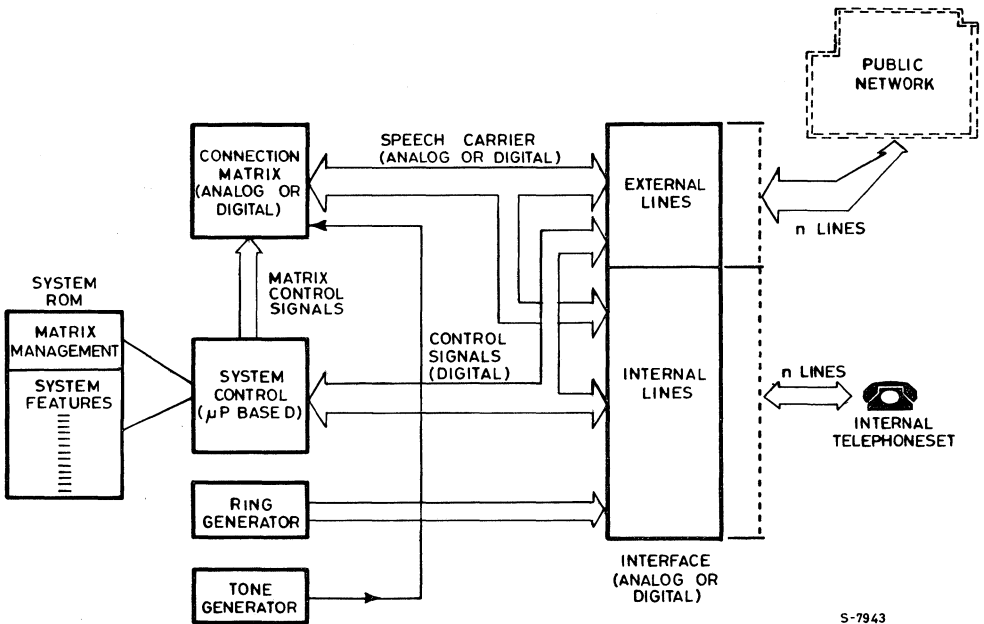 PUBLIC
NETWORK
SPEECH CARRIER
(ANALOG OR DIGITAL)
CONNECTION
MATRIX
(ANALOG OR
DIGITAL)
EXTERNAL
LINES
n LINES
MATRIX
CONTROL
SIGNALS
SYSTEM
ROM
MATRIX
MANAGEMENT
SYSTEM
FEATURES
SYSTEM
CONTROL
(µP BASED)
CONTROL
SIGNALS
(DIGITAL)
INTERNAL
LINES
n LINES
INTERNAL
TELEPHONESET
RING
GENERATOR
TONE
GENERATOR
INTERFACE
(ANALOG OR
DIGITAL)
S-7943